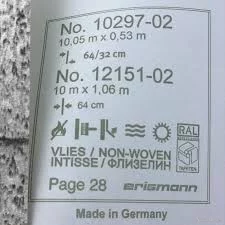 No. 10297-02
10,05 m x 0,53 m
64/32 cm
No. 12151-02
10 m x 1,06 m
64 cm
RAL
TAPETEN
VLIES / NON-WOVEN
INTISSE / ФЛИЗЕЛИН
Page 28 erismann
Made in Germany